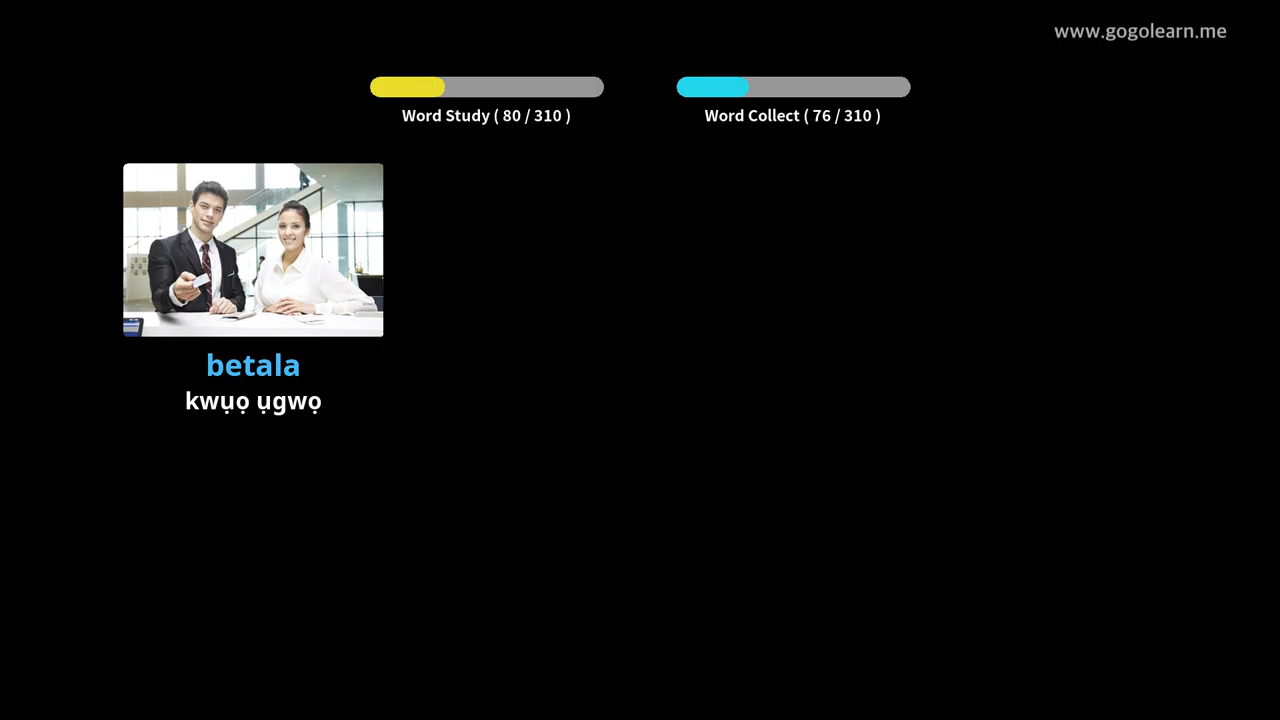 www.gogolearn.me
Word Study ( 80 / 310 )
Word Collect ( 76 / 310 )
betala
kwụọ ụgwọ